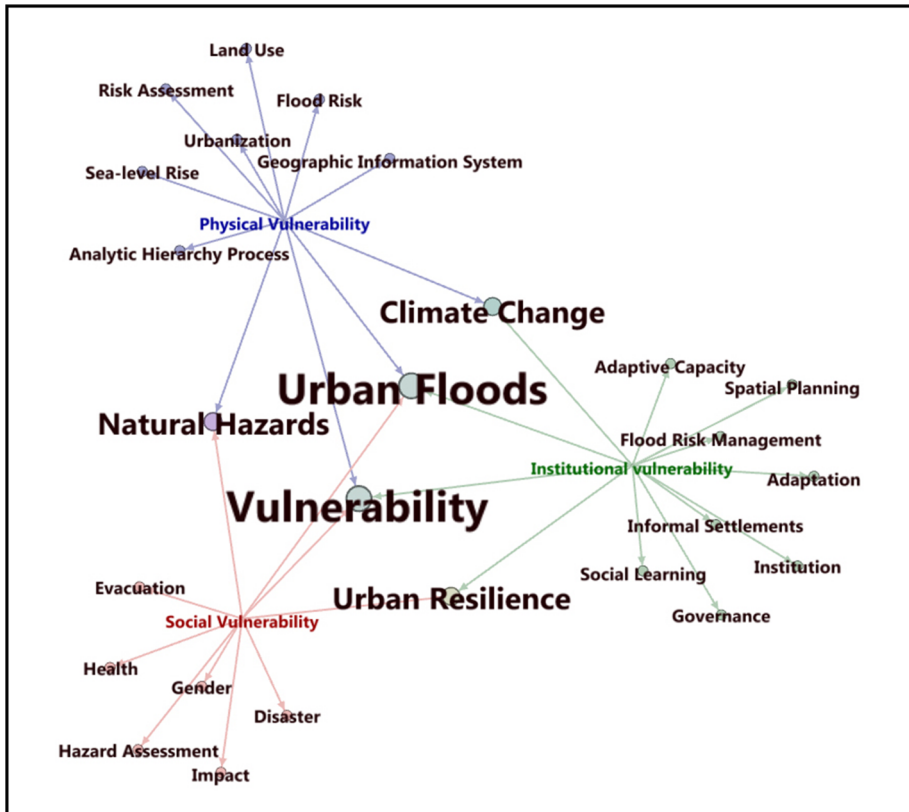 Land Use
Risk Assessment
Flood Risk
Urbanization
Geographic Information System
Sea-level Rise
Physical Vulnerability
Analytic Hierarchy Process
Climate Change
Adaptive Capacity
Urban Floods
Spatial Planning
Natural Hazards
Flood Risk Management
Institutional vulnerability
Adaptation
Vulnerability
Informal Settlements
Institution
Social Learning
Evacuation
Urban Resilience
Governance
Social Vulnerability
Health
Gender
Disaster
Hazard Assessment
Impact